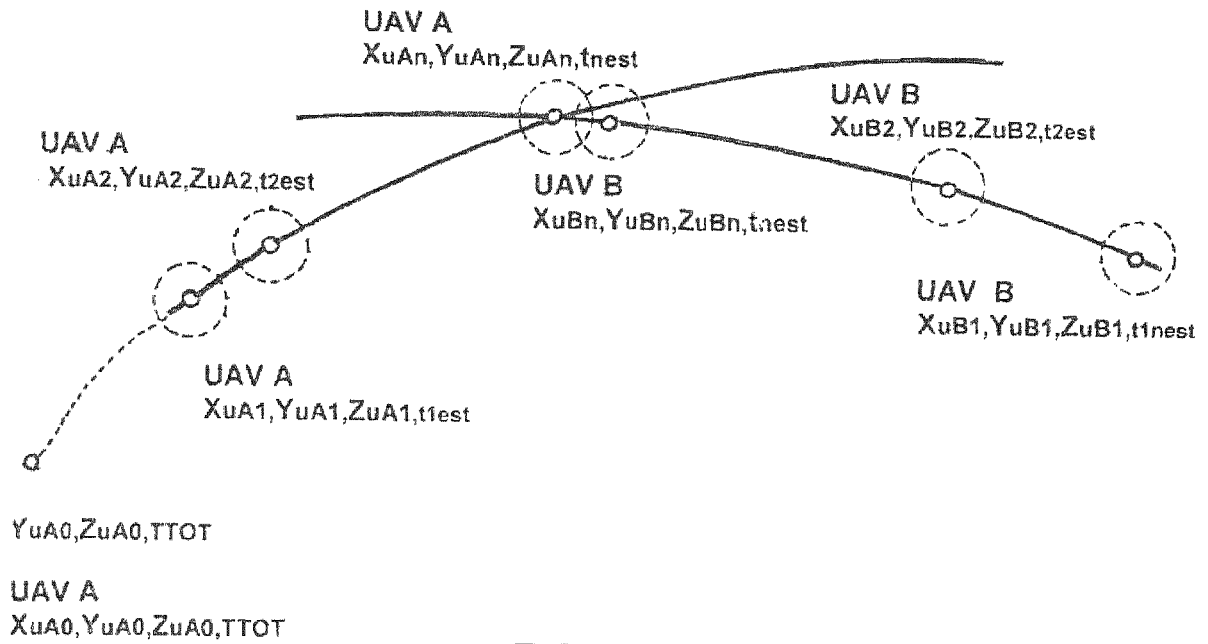 UAV A
XuAn,YuAn,ZuAn,tnest
UAV B
XuB2,YuB2,ZuB2,t2est
UAV A
XuA2,YuA2,ZuA2,t2est
UAV B
XuBn,YuBn,ZuBn,tnest
UAV B
XuB1,YuB1,ZuB1,t1nest
UAV A
XuA1,YuA1,ZuA1,t1est
YuA0,ZuA0,TTOT
UAV A
XuA0,YuA0,ZuA0,TTOT